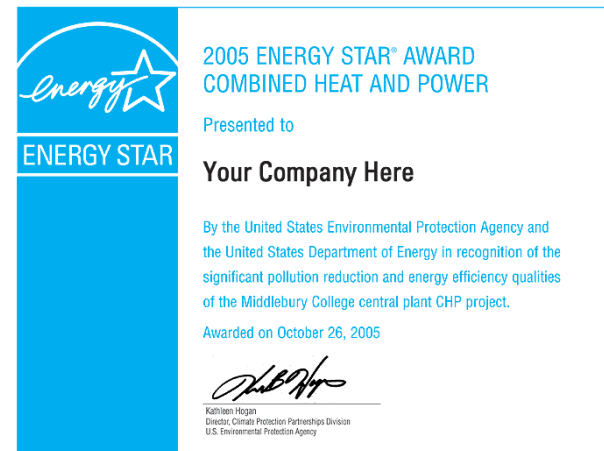 energy
ENERGY STAR
2005 ENERGY STAR® AWARD
COMBINED HEAT AND POWER
Presented to
Your Company Here
By the United States Environmental Protection Agency and
the United States Department of Energy in recognition of the
significant pollution reduction and energy efficiency qualities
of the Middlebury College central plant CHP project.
Awarded on October 26, 2005
Kathleen Hogan
Director, Climate Protection Partnerships Division
U.S. Environmental Protection Agency